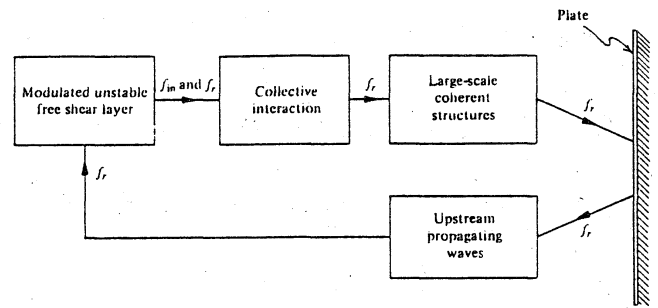 Plate
Modulated unstable
free shear layer
f_in and f_r
Collective
interaction
f_r
Large-scale
coherent
structures
f_r
f_r
Upstream
propagating
waves
f_r